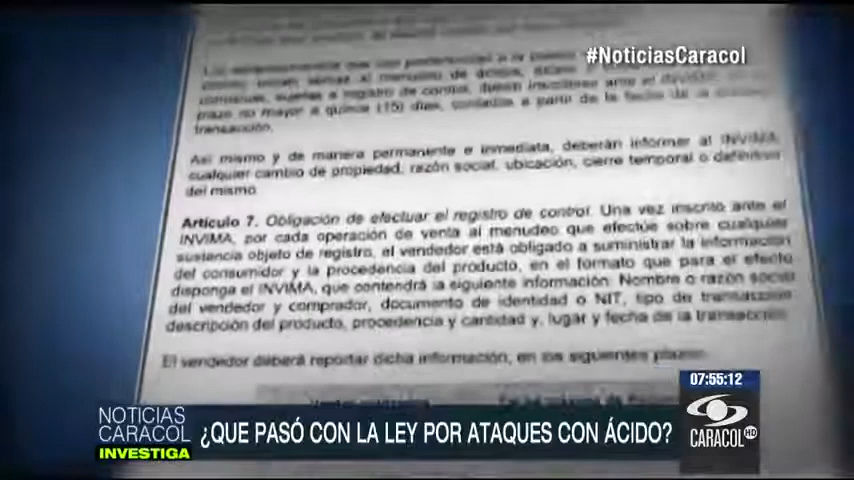 #NoticiasCaracol
plazo no mayor a quince (15) días, contados a partir de la fecha de la
transacción.
Así mismo y de manera permanente e inmediata, deberán informar al INVIMA
cualquier cambio de propiedad, razón social, ubicación, cierre temporal o definitivo
del mismo.
Artículo 7. Obligación de efectuar el registro de control. Una vez inscrito ante el
INVIMA, por cada operación de venta al menudeo que efectúe sobre cualquier
sustancia objeto de registro, el vendedor está obligado a suministrar la información
del consumidor y la procedencia del producto, en el formato que para el efecto
disponga el INVIMA, que contendrá la siguiente información: Nombre o razón social
del vendedor y comprador, documento de identidad o NIT, tipo de transacción
descripción del producto, procedencia y cantidad y, lugar y fecha de la transacción.
El vendedor deberá reportar dicha información, en los siguientes plazos:
07:55:12
NOTICIAS
CARACOL
INVESTIGA
¿QUE PASÓ CON LA LEY POR ATAQUES CON ÁCIDO?
CARACOL HD